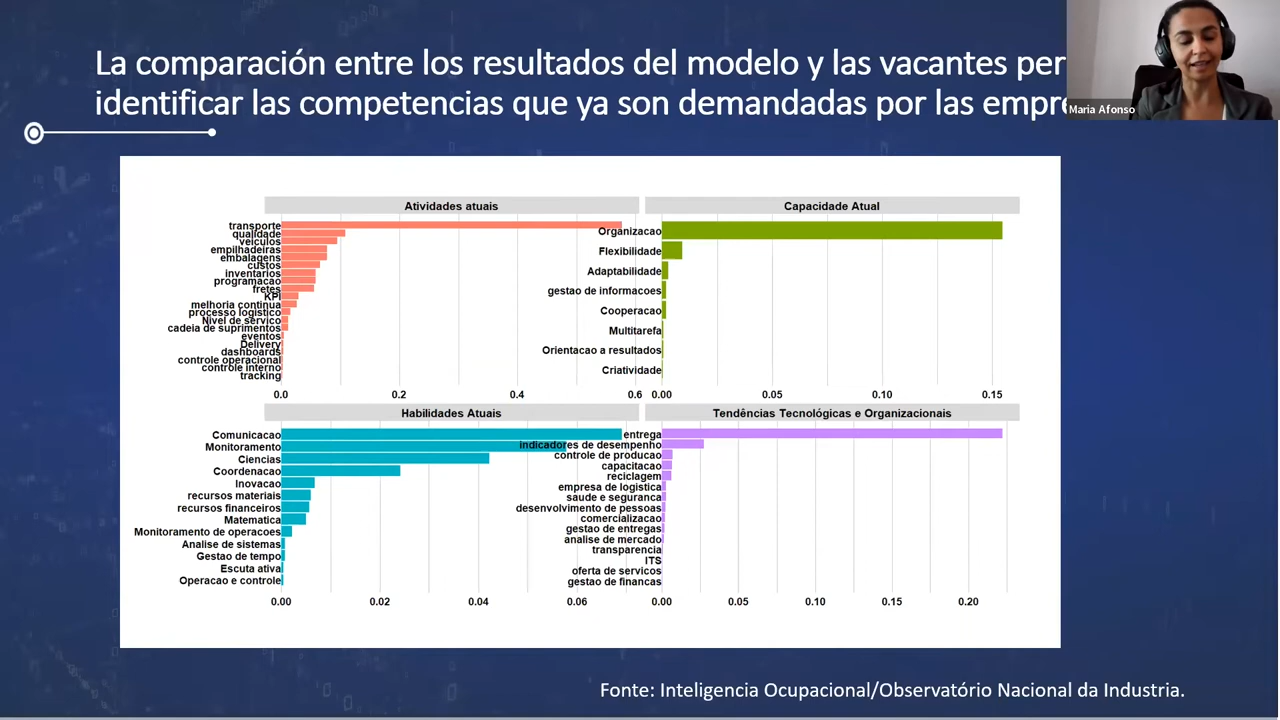 La comparación entre los resultados del modelo y las vacantes per
identificar las competencias que ya son demandadas por las empre
Maria Afonso
Atividades atuais
transporte
qualidade
veiculos
empilhadeiras
embalagens
custos
inventarios
programacao
fretes
KPI
melhoria continua
processo logistico
Nivel de servico
cadeia de suprimentos
eventos
Delivery
dashboards
controle operacional
controle interno
tracking
0.0 0.2 0.4 0.6
Capacidade Atual
Organizacao
Flexibilidade
Adaptabilidade
gestao de informacoes
Cooperacao
Multitarefa
Orientacao a resultados
Criatividade
0.00 0.05 0.10 0.15
Habilidades Atuais
Comunicacao
Monitoramento
Ciencias
Coordenacao
Inovacao
recursos materiais
recursos financeiros
Matematica
Monitoramento de operacoes
Analise de sistemas
Gestao de tempo
Escuta ativa
Operacao e controle
0.00 0.02 0.04 0.06
Tendências Tecnológicas e Organizacionais
entrega
indicadores de desempenho
controle de producao
capacitacao
reciclagem
empresa de logistica
saude e seguranca
desenvolvimento de pessoas
comercializacao
gestao de entregas
analise de mercado
transparencia
ITS
oferta de servicos
gestao de financas
0.00 0.05 0.10 0.15 0.20
Fonte: Inteligencia Ocupacional/Observatório Nacional da Industria.